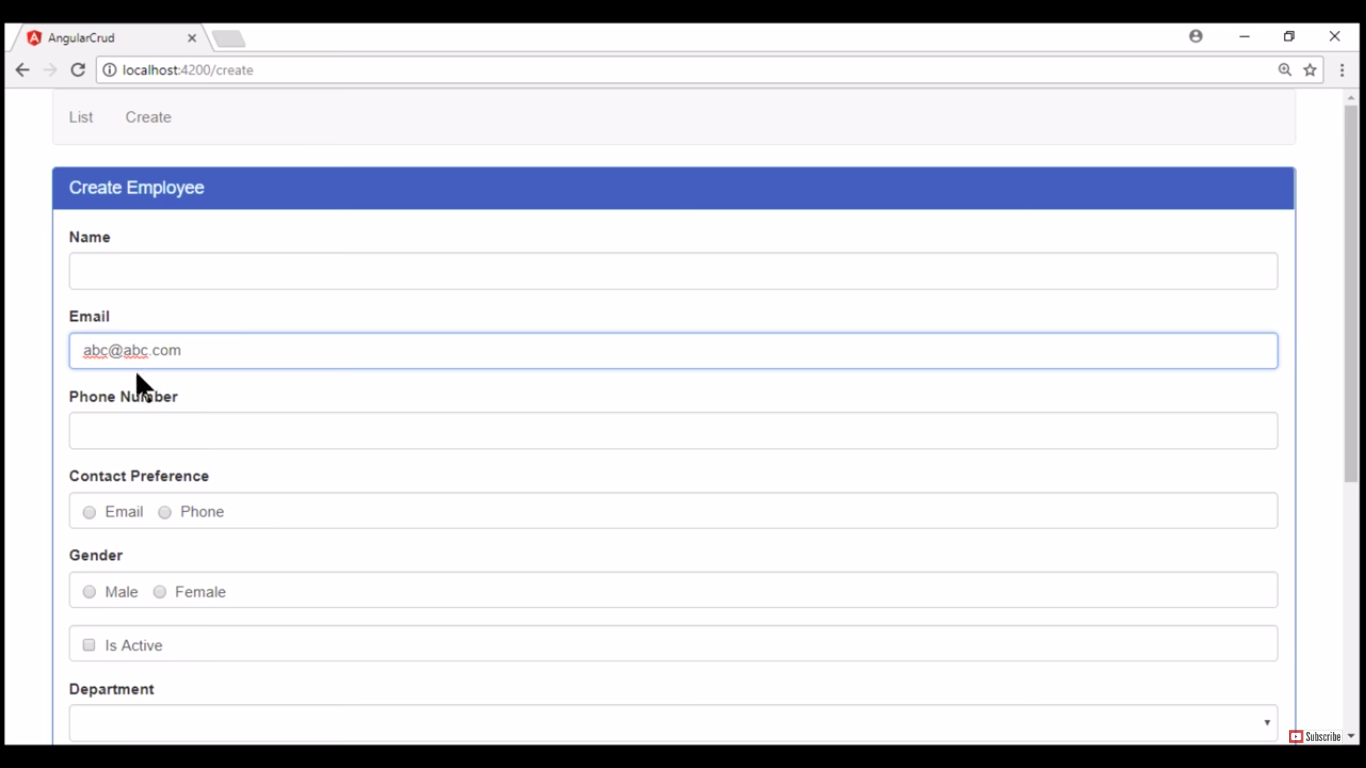 AngularCrud
localhost:4200/create
List Create
Create Employee
Name
Email
abc@abc.com
Phone Number
Contact Preference
Email Phone
Gender
Male Female
Is Active
Department
Subscribe